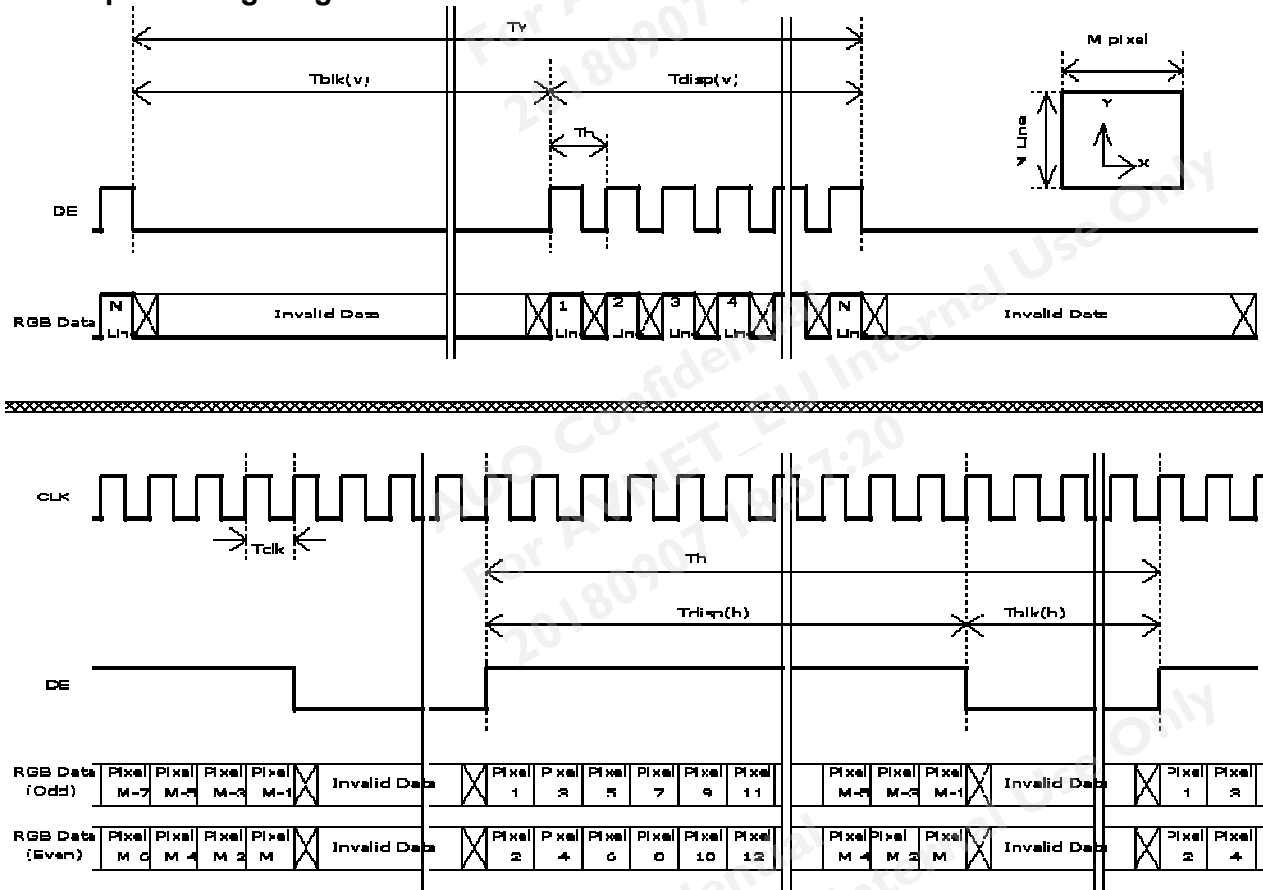 Tv
M pixel
Tblk(v) Tdisp(v)
Th
N Line
Y
X
DE
RGB Data N Line Invalid Data 1 Line 2 Line 3 Line 4 Line N Line Invalid Data
CLK
Tclk
Th
Tdisp(h) Tblk(h)
DE
RGB Data (Odd) Pixel M-7 Pixel M-5 Pixel M-3 Pixel M-1 Invalid Data Pixel 1 Pixel 3 Pixel 5 Pixel 7 Pixel 9 Pixel 11 Pixel M-5 Pixel M-3 Pixel M-1 Invalid Data Pixel 1 Pixel 3
RGB Data (Even) Pixel M-6 Pixel M-4 Pixel M-2 Pixel M Invalid Data Pixel 2 Pixel 4 Pixel 6 Pixel 8 Pixel 10 Pixel 12 Pixel M-4 Pixel M-2 Pixel M Invalid Data Pixel 2 Pixel 4
AUO Confidential
For AVNET_EU Internal Use Only
20180907 18:57:20